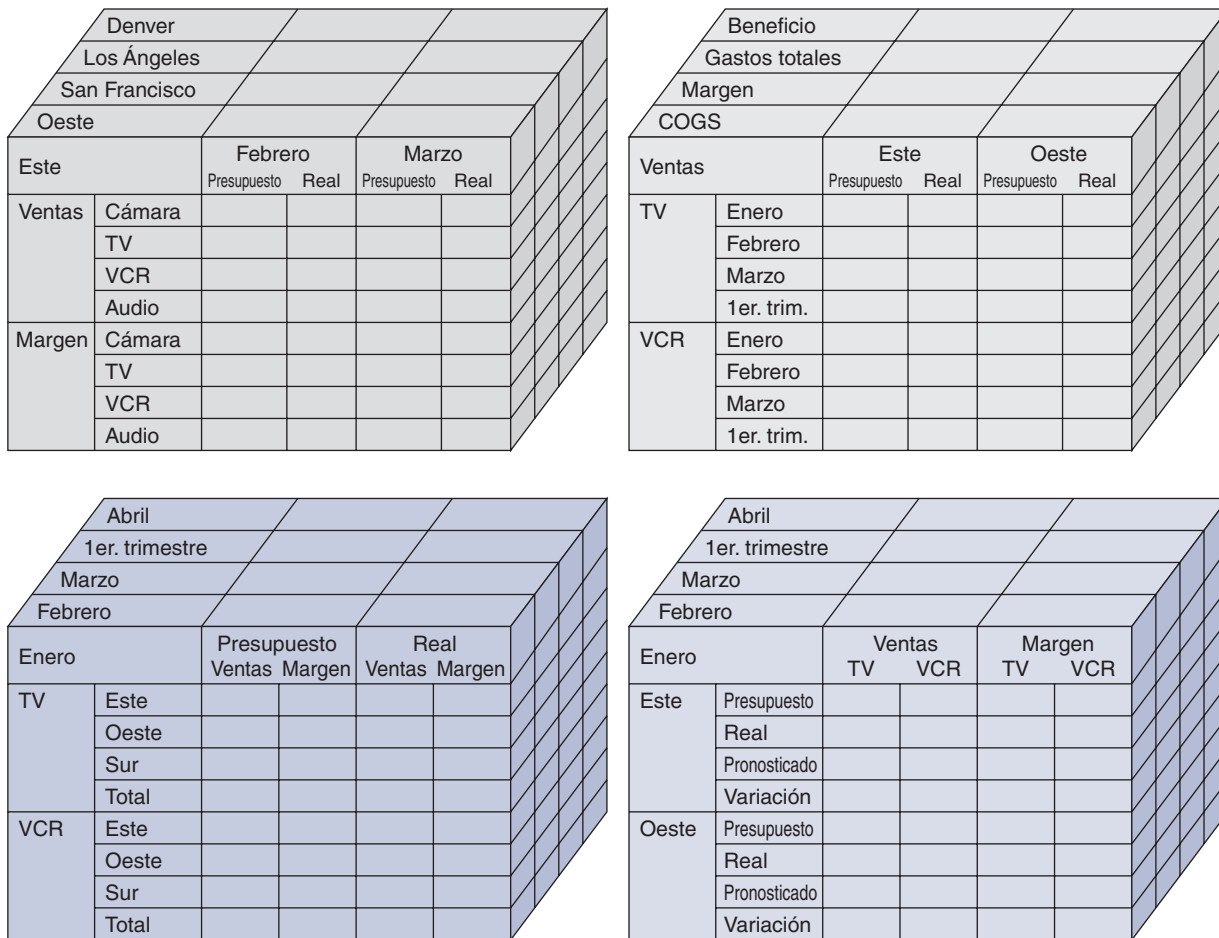 Denver
Los Ángeles
San Francisco
Oeste
Este Febrero Marzo
Presupuesto Real Presupuesto Real
Ventas Cámara
TV
VCR
Audio
Margen Cámara
TV
VCR
Audio
Beneficio
Gastos totales
Margen
COGS
Ventas Este Oeste
Presupuesto Real Presupuesto Real
TV Enero
Febrero
Marzo
1er. trim.
VCR Enero
Febrero
Marzo
1er. trim.
Abril
1er. trimestre
Marzo
Febrero
Enero Presupuesto Real
Ventas Margen Ventas Margen
TV Este
Oeste
Sur
Total
VCR Este
Oeste
Sur
Total
Abril
1er. trimestre
Marzo
Febrero
Enero Ventas Margen
TV VCR TV VCR
Este Presupuesto
Real
Pronosticado
Variación
Oeste Presupuesto
Real
Pronosticado
Variación